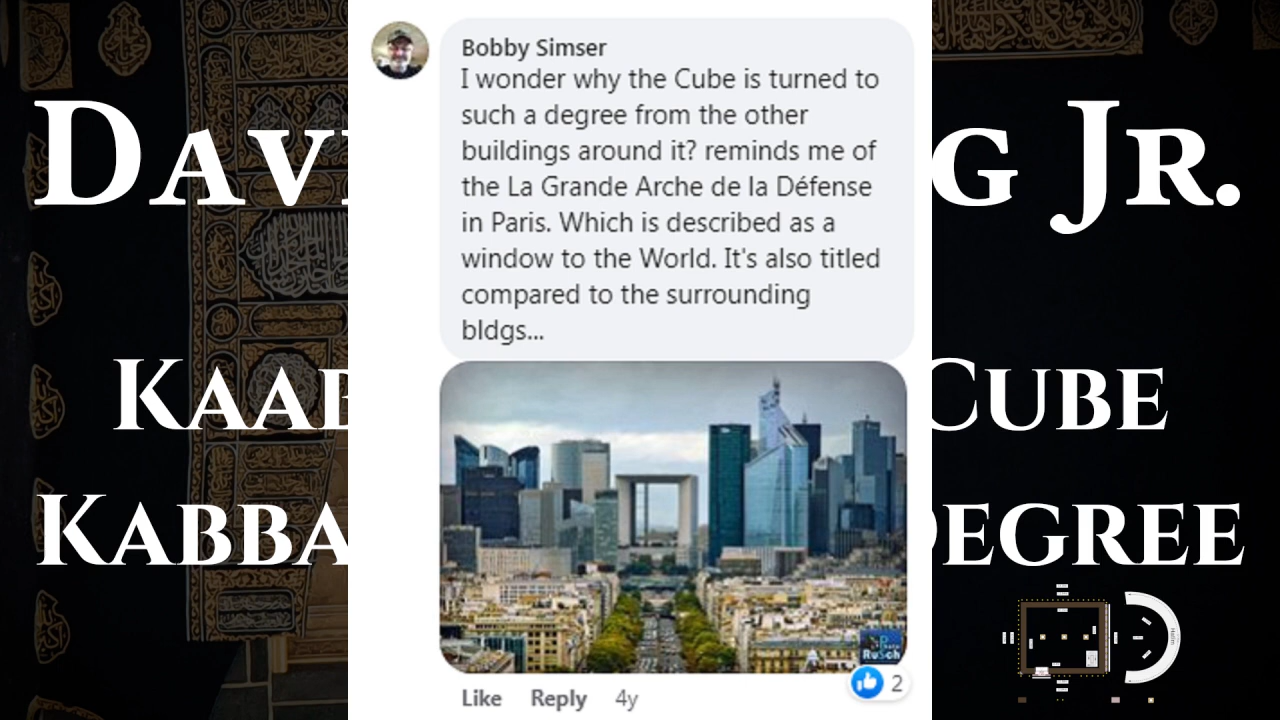 Dav
g Jr.
Kaab
Cube
Kabba
Degree
Bobby Simser
I wonder why the Cube is turned to
such a degree from the other
buildings around it? reminds me of
the La Grande Arche de la Défense
in Paris. Which is described as a
window to the World. It's also titled
compared to the surrounding
bldgs...
Like Reply 4y
2